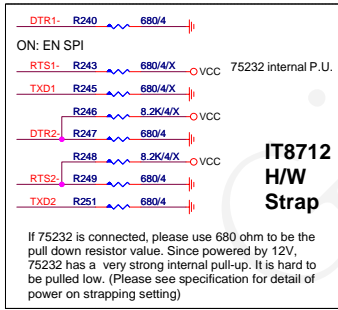 DTR1- R240 680/4
ON: EN SPI
RTS1- R243 680/4/X VCC 75232 internal P.U.
TXD1 R245 680/4/X
R246 8.2K/4/X VCC
DTR2- R247 680/4
R248 8.2K/4/X VCC
RTS2- R249 680/4
TXD2 R251 680/4
IT8712
H/W
Strap
If 75232 is connected, please use 680 ohm to be the
pull down resistor value. Since powered by 12V,
75232 has a very strong internal pull-up. It is hard to
be pulled low. (Please see specification for detail of
power on strapping setting)